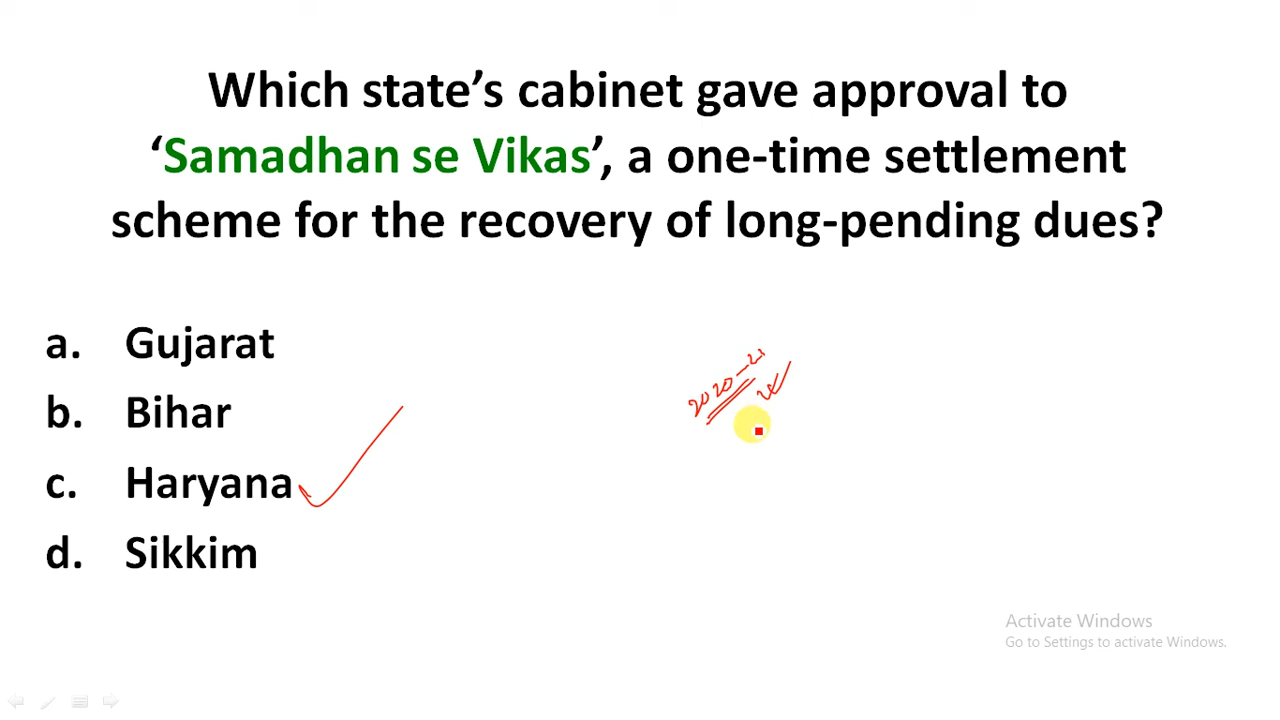 Which state's cabinet gave approval to
‘Samadhan se Vikas’, a one-time settlement
scheme for the recovery of long-pending dues?
a. Gujarat
2020-21
b. Bihar
c. Haryana
d. Sikkim
Activate Windows
Go to Settings to activate Windows.